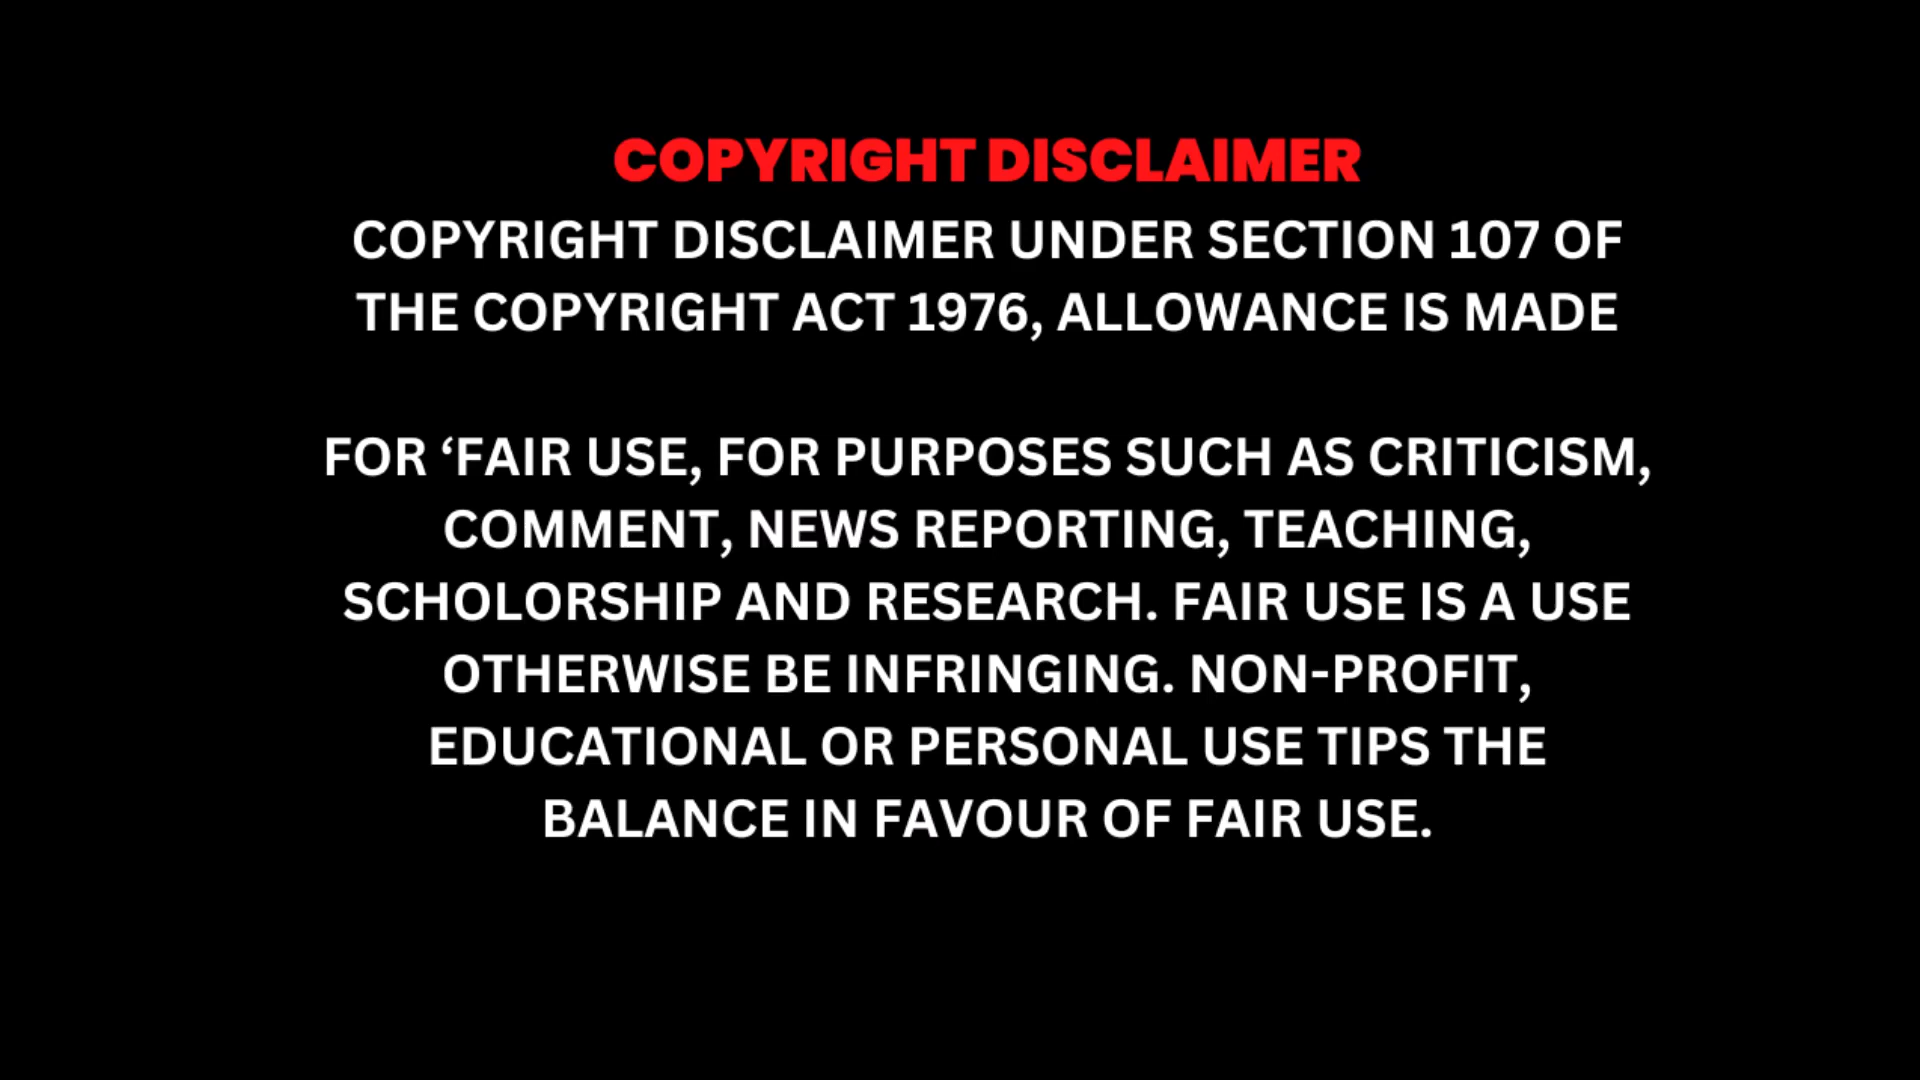 COPYRIGHT DISCLAIMER
COPYRIGHT DISCLAIMER UNDER SECTION 107 OF
THE COPYRIGHT ACT 1976, ALLOWANCE IS MADE
FOR ‘FAIR USE, FOR PURPOSES SUCH AS CRITICISM,
COMMENT, NEWS REPORTING, TEACHING,
SCHOLORSHIP AND RESEARCH. FAIR USE IS A USE
OTHERWISE BE INFRINGING. NON-PROFIT,
EDUCATIONAL OR PERSONAL USE TIPS THE
BALANCE IN FAVOUR OF FAIR USE.